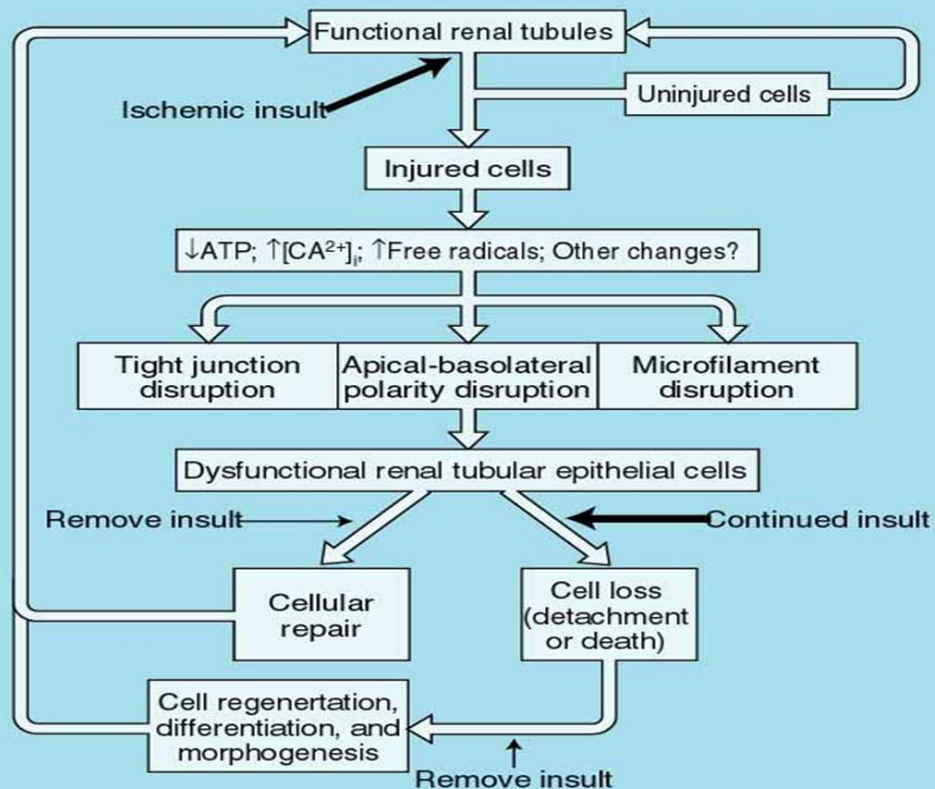 Functional renal tubules
Ischemic insult
Uninjured cells
Injured cells
↓ATP; ↑[CA²⁺]ᵢ; ↑Free radicals; Other changes?
Tight junction
disruption
Apical-basolateral
polarity disruption
Microfilament
disruption
Dysfunctional renal tubular epithelial cells
Remove insult
Continued insult
Cellular
repair
Cell loss
(detachment
or death)
Cell regenertation,
differentiation, and
morphogenesis
Remove insult